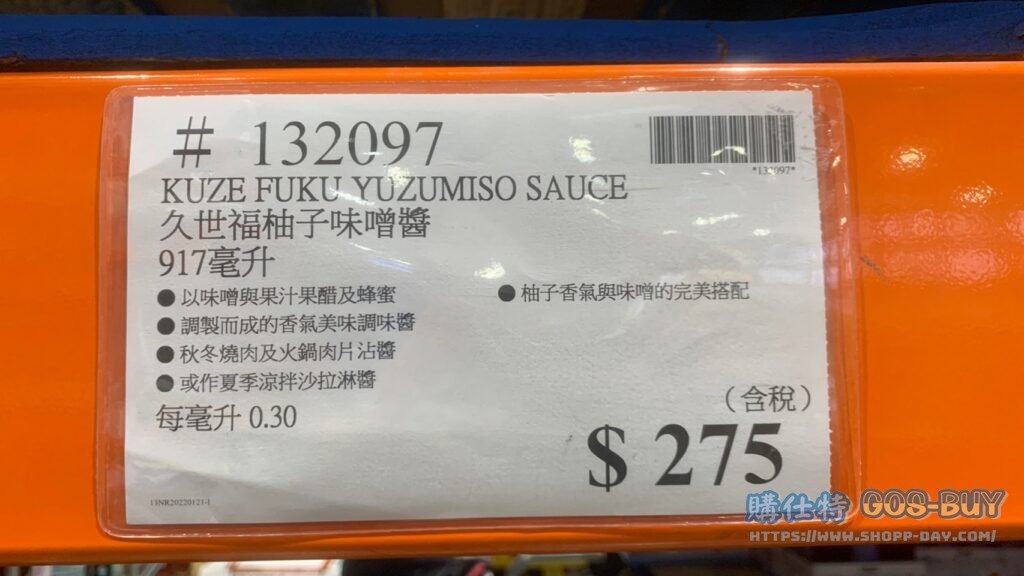 # 132097
*132097*
KUZE FUKU YUZUMISO SAUCE
久世福柚子味噌醬
917毫升
●以味噌與果汁果醋及蜂蜜
●調製而成的香氣美味調味醬
●秋冬燒肉及火鍋肉片沾醬
●或作夏季涼拌沙拉淋醬
●柚子香氣與味噌的完美搭配
每毫升 0.30
(含稅)
$ 275
13NR20220121-1
購仕特 GOS-BUY
HTTPS://WWW.SHOPP-DAY.COM/